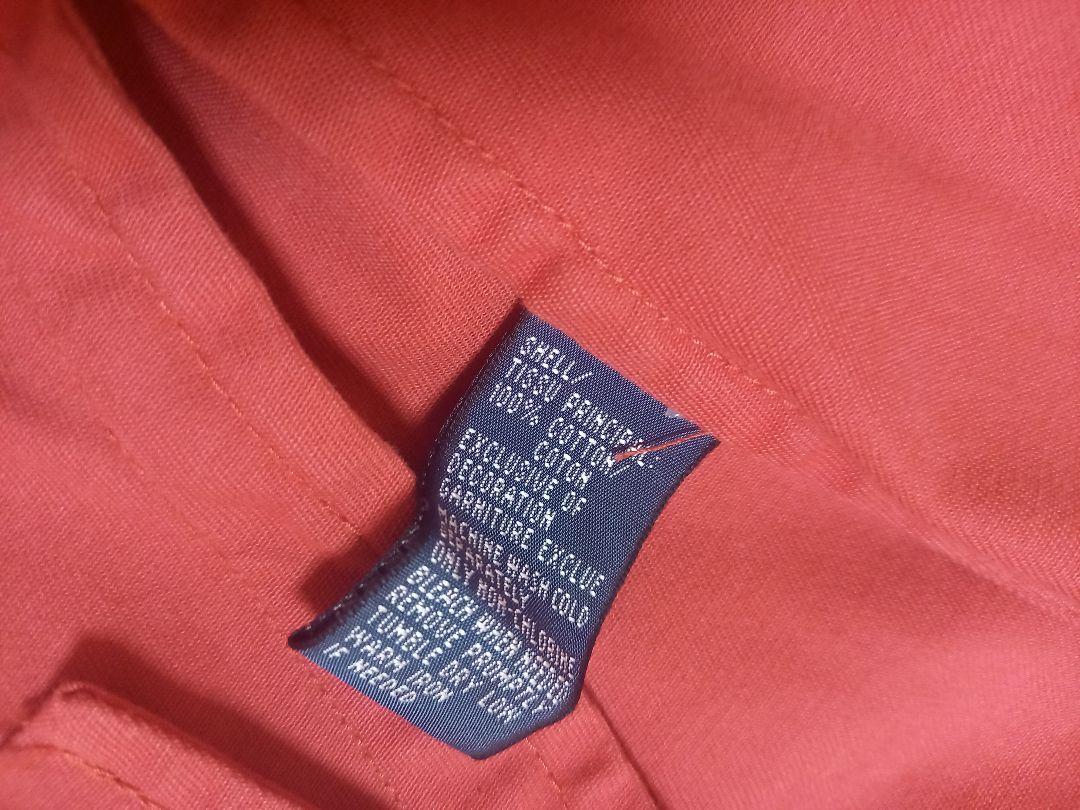 SHELL/
TISSU PRINCIPAL:
100% COTTON/
COTON
EXCLUSIVE OF
DECORATION
GARNITURE EXCLUE
MACHINE WASH COLD
SEPARATELY
ONLY NON-CHLORINE
BLEACH WHEN NEEDED
REMOVE PROMPTLY
TUMBLE DRY LOW
WARM IRON
IF NEEDED